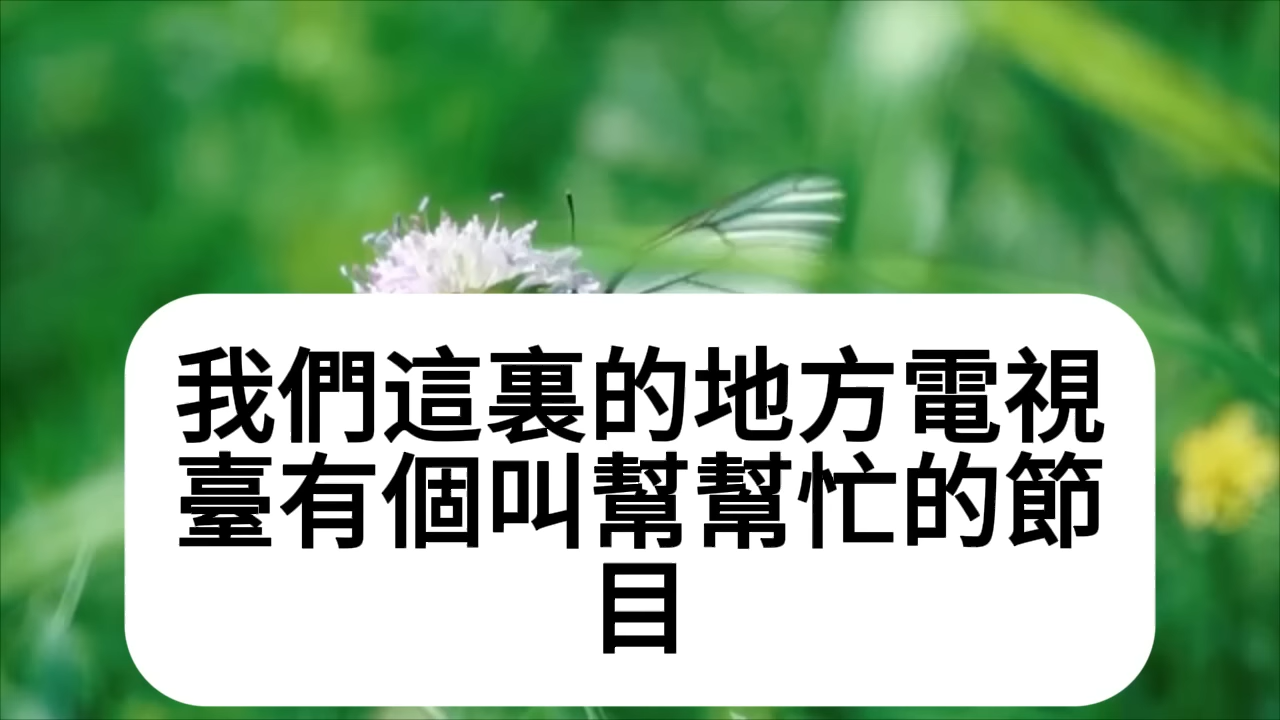 我們這裏的地方電視
臺有個叫幫幫忙的節
目